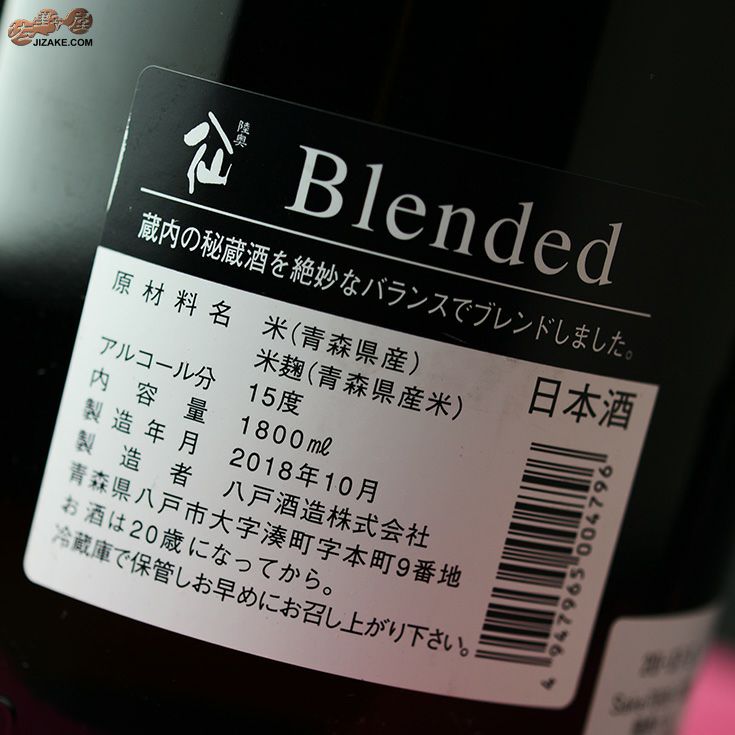 JIZAKE.COM
陸奥
八仙
Blended
蔵内の秘蔵酒を絶妙なバランスでブレンドしました。
原材料名 米(青森県産)
米麹(青森県産米)
日本酒
アルコール分 15度
内容量 1800㎖
製造年月 2018年10月
製造者 八戸酒造株式会社
青森県八戸市大字湊町字本町9番地
お酒は20歳になってから。
冷蔵庫で保管しお早めにお召し上がり下さい。
4947965004796